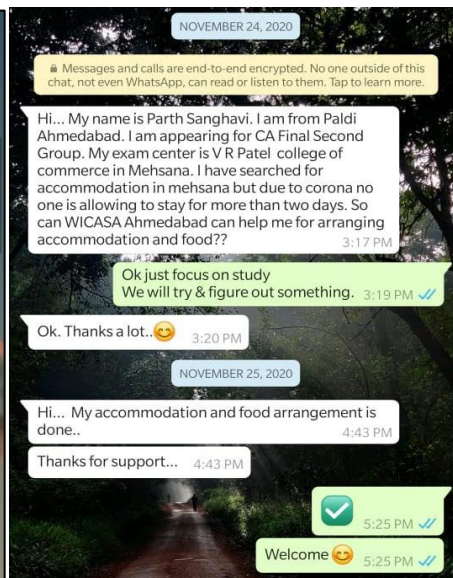 NOVEMBER 24, 2020
Messages and calls are end-to-end encrypted. No one outside of this
chat, not even WhatsApp, can read or listen to them. Tap to learn more.
Hi... My name is Parth Sanghavi. I am from Paldi
Ahmedabad. I am appearing for CA Final Second
Group. My exam center is V R Patel college of
commerce in Mehsana. I have searched for
accommodation in mehsana but due to corona no
one is allowing to stay for more than two days. So
can WICASA Ahmedabad can help me for arranging
accommodation and food??
3:17 PM
Ok just focus on study
We will try & figure out something. 3:19 PM
Ok. Thanks a lot..😊 3:20 PM
NOVEMBER 25, 2020
Hi... My accommodation and food arrangement is
done..
4:43 PM
Thanks for support... 4:43 PM
✅ 5:25 PM
Welcome 😊 5:25 PM